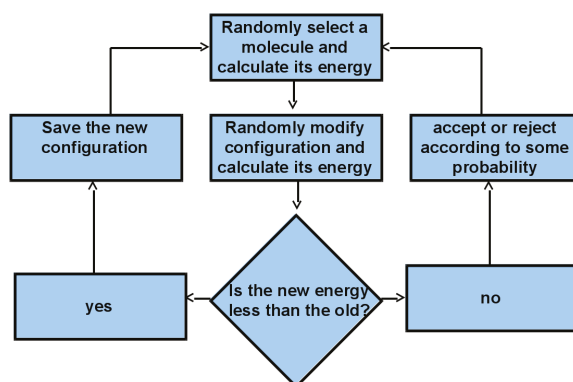 Randomly select a
molecule and
calculate its energy
Save the new
configuration
Randomly modify
configuration and
calculate its energy
accept or reject
according to some
probability
Is the new energy
less than the old?
yes
no